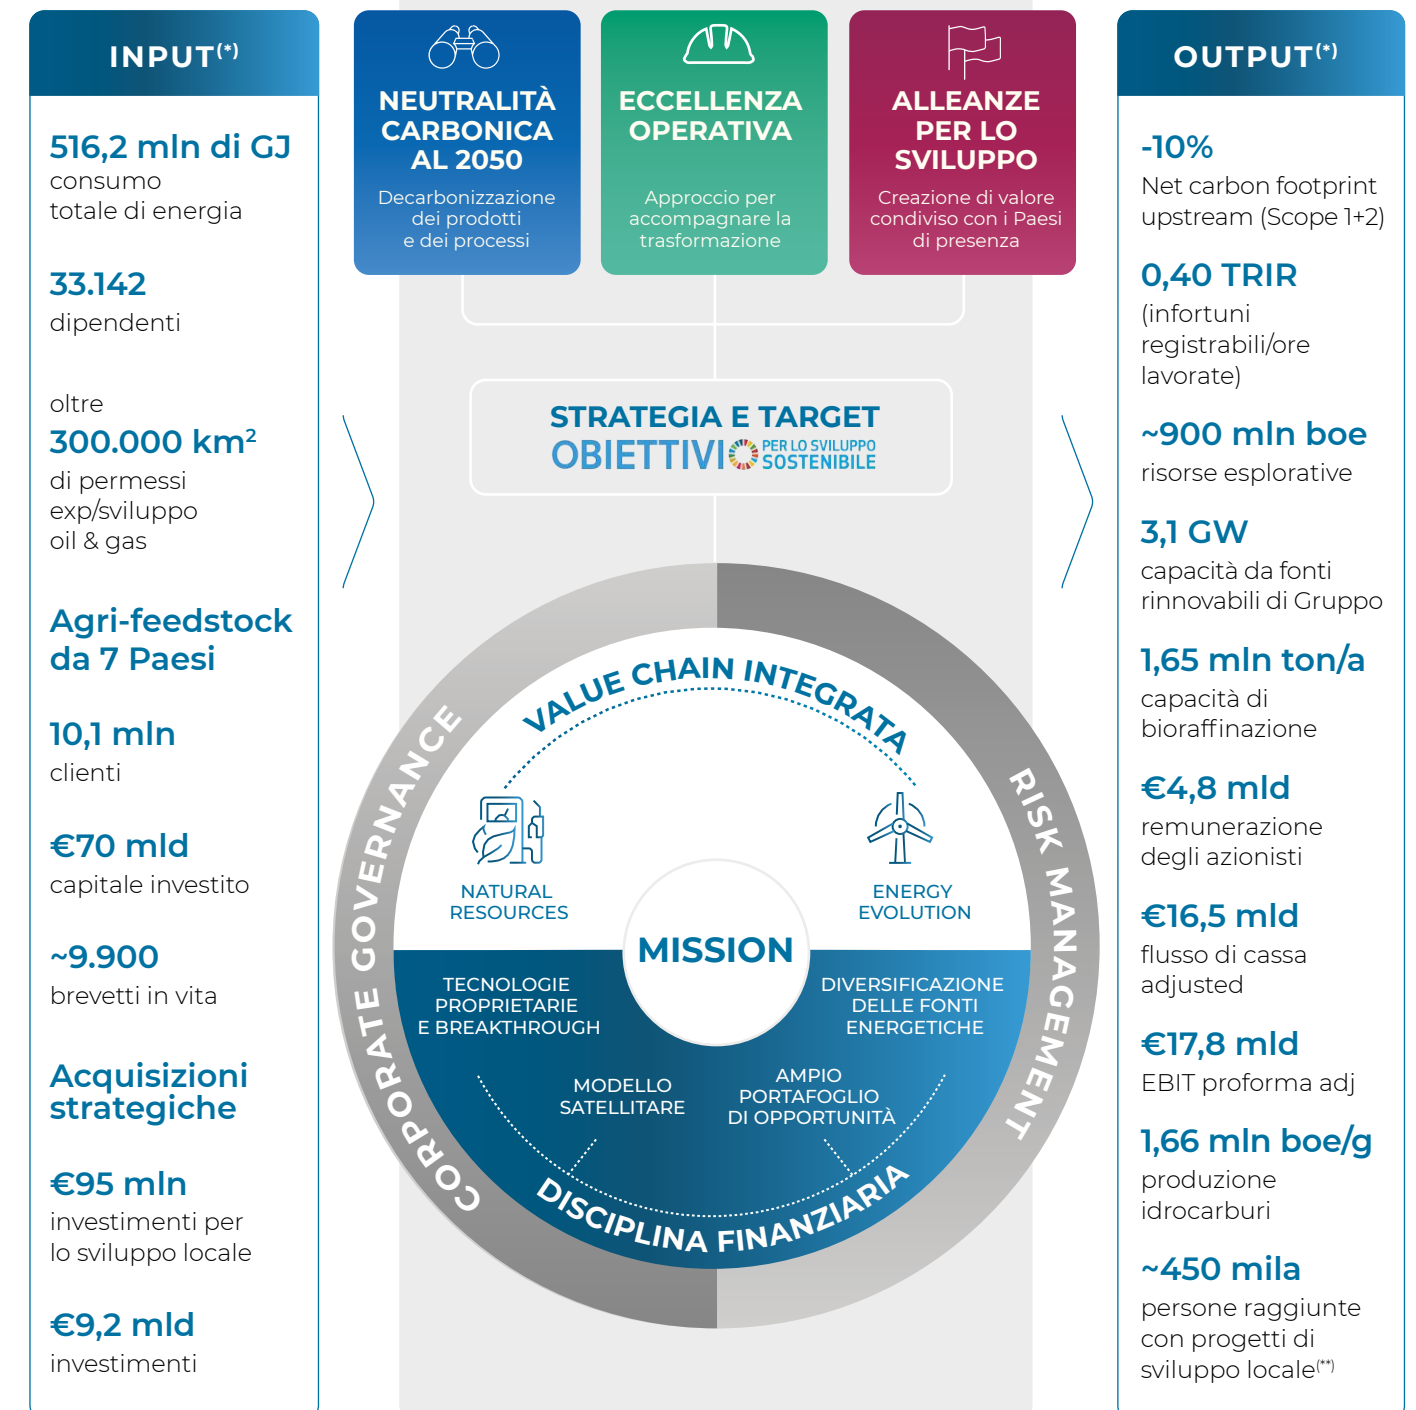 INPUT(*)
516,2 mln di GJ
consumo
totale di energia
33.142
dipendenti
oltre
300.000 km²
di permessi
exp/sviluppo
oil & gas
Agri-feedstock
da 7 Paesi
10,1 mln
clienti
€70 mld
capitale investito
~9.900
brevetti in vita
Acquisizioni
strategiche
€95 mln
investimenti per
lo sviluppo locale
€9,2 mld
investimenti
NEUTRALITÀ
CARBONICA
AL 2050
Decarbonizzazione
dei prodotti
e dei processi
ECCELLENZA
OPERATIVA
Approccio per
accompagnare la
trasformazione
ALLEANZE
PER LO
SVILUPPO
Creazione di valore
condiviso con i Paesi
di presenza
STRATEGIA E TARGET
OBIETTIVI PER LO SVILUPPO
SOSTENIBILE
CORPORATE GOVERNANCE
RISK MANAGEMENT
VALUE CHAIN INTEGRATA
NATURAL
RESOURCES
ENERGY
EVOLUTION
MISSION
TECNOLOGIE
PROPRIETARIE
E BREAKTHROUGH
DIVERSIFICAZIONE
DELLE FONTI
ENERGETICHE
MODELLO
SATELLITARE
AMPIO
PORTAFOGLIO
DI OPPORTUNITÀ
DISCIPLINA FINANZIARIA
OUTPUT(*)
-10%
Net carbon footprint
upstream (Scope 1+2)
0,40 TRIR
(infortuni
registrabili/ore
lavorate)
~900 mln boe
risorse esplorative
3,1 GW
capacità da fonti
rinnovabili di Gruppo
1,65 mln ton/a
capacità di
bioraffinazione
€4,8 mld
remunerazione
degli azionisti
€16,5 mld
flusso di cassa
adjusted
€17,8 mld
EBIT proforma adj
1,66 mln boe/g
produzione
idrocarburi
~450 mila
persone raggiunte
con progetti di
sviluppo locale(**)